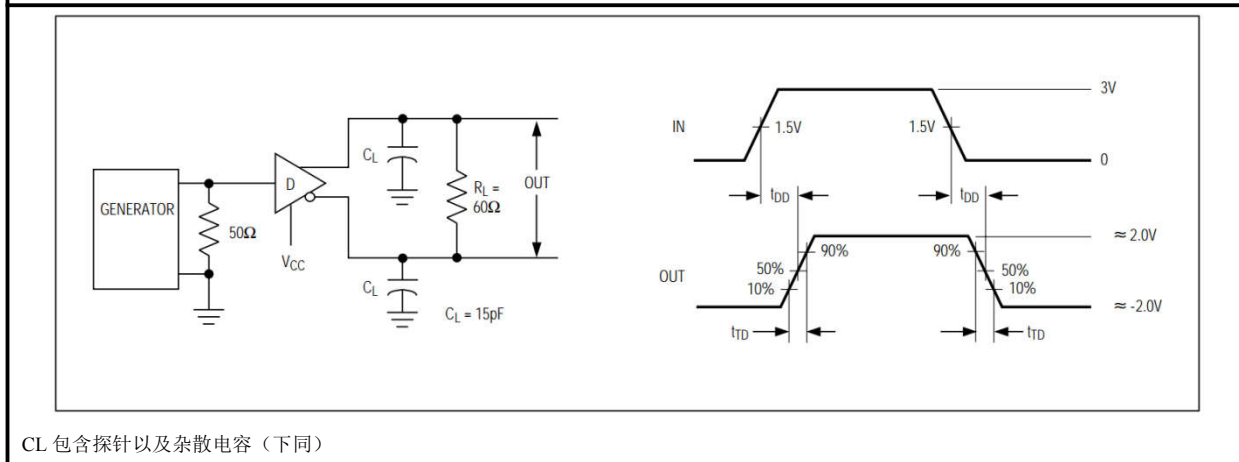 GENERATOR
50Ω
D
VCC
CL
CL
CL = 15pF
RL =
60Ω
OUT
IN
1.5V
1.5V
3V
0
tDD
tDD
OUT
90%
50%
10%
90%
50%
10%
≈ 2.0V
≈ -2.0V
tTD
tTD
CL 包含探针以及杂散电容（下同）